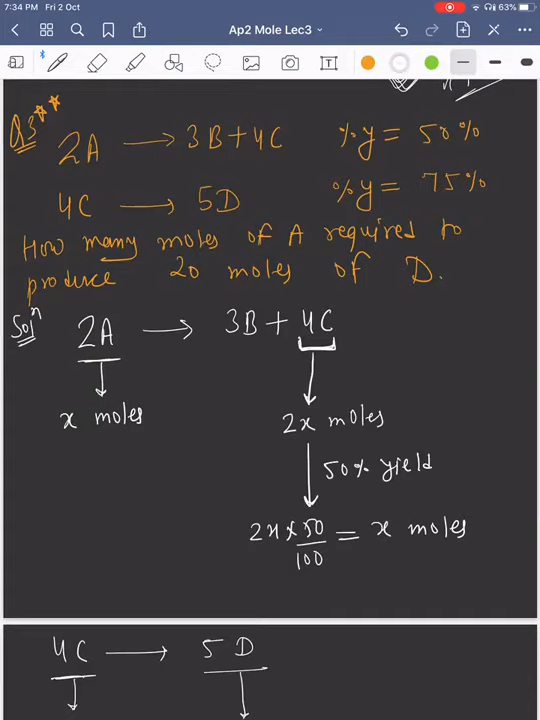 7:34 PM Fri 2 Oct
63%
Ap2 Mole Lec3
T
Q3**
2A → 3B + 4C %y = 50%
4C → 5D %y = 75%
How many moles of A required to
produce 20 moles of D.
Solⁿ
2A → 3B + 4C
x moles
2x moles
50% yield
2x × 50/100 = x moles
4C → 5D